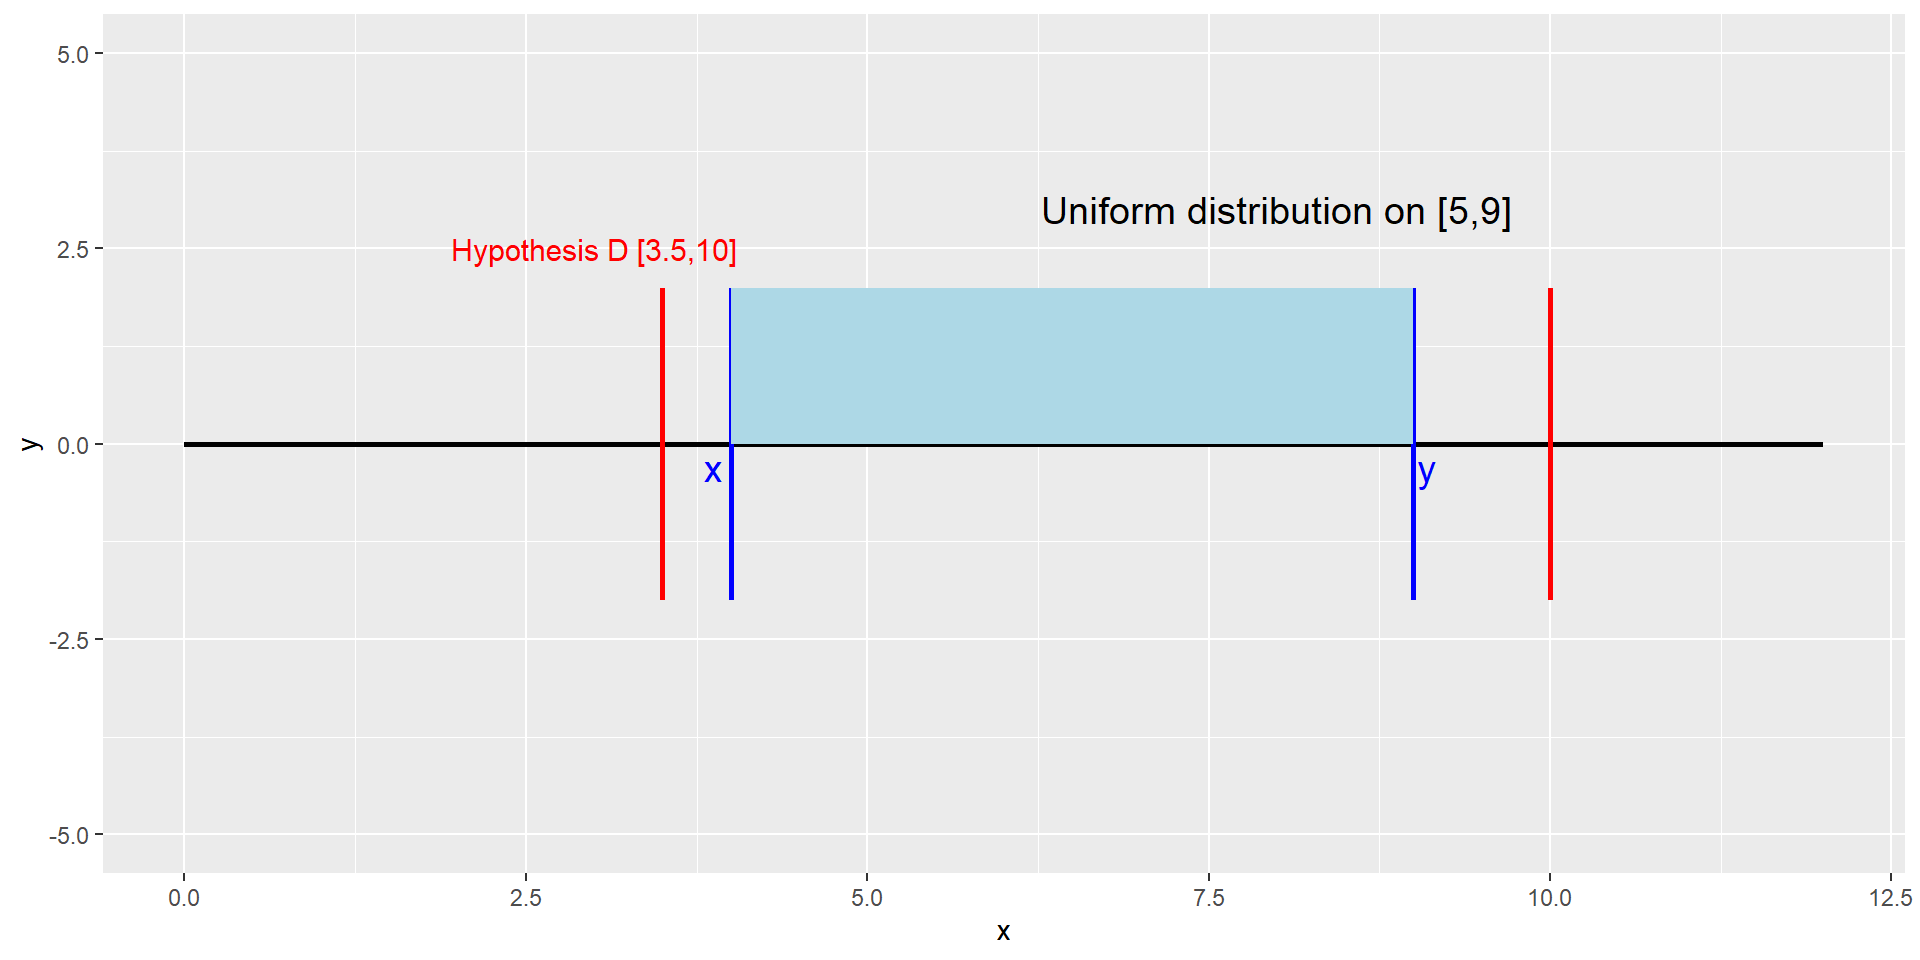 5.0
Uniform distribution on [5,9]
Hypothesis D [3.5,10]
2.5
y
0.0
x
y
-2.5
-5.0
0.0 2.5 5.0 7.5 10.0 12.5
x